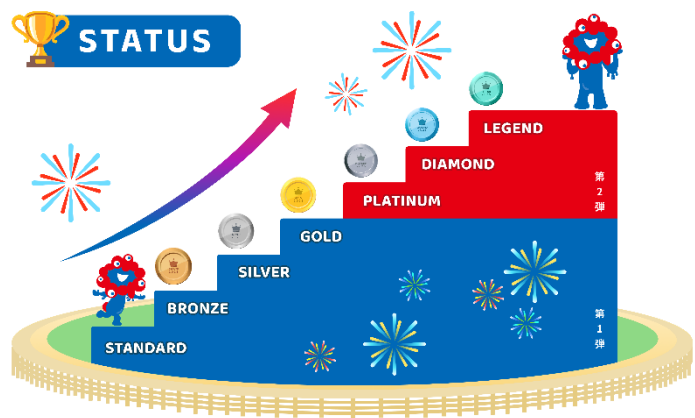 STATUS
LEGEND
DIAMOND
PLATINUM
第2弾
GOLD
SILVER
BRONZE
STANDARD
第1弾